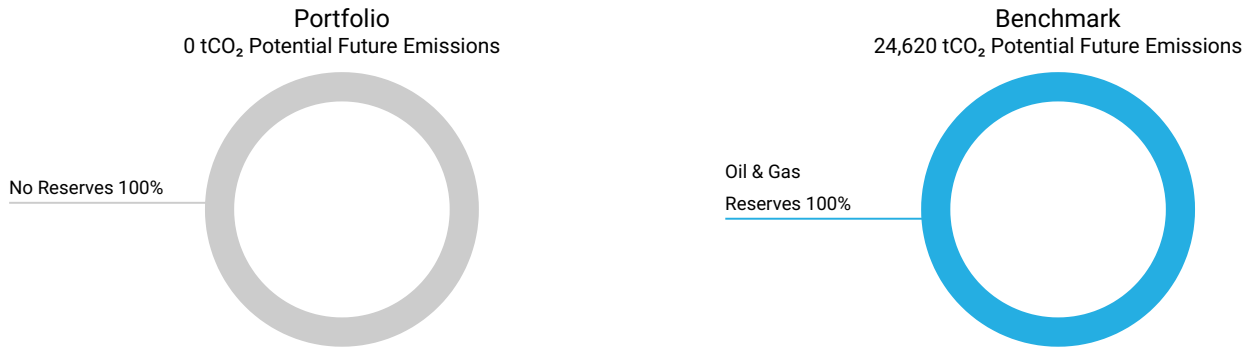 Portfolio
0 tCO₂ Potential Future Emissions
No Reserves 100%
Benchmark
24,620 tCO₂ Potential Future Emissions
Oil & Gas
Reserves 100%